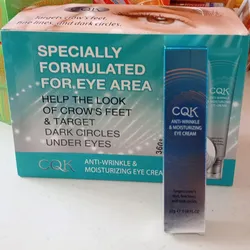 SPECIALLY
FORMULATED
FOR EYE AREA
HELP THE LOOK
OF CROW'S FEET
& TARGET
DARK CIRCLES
UNDER EYES
CQK
ANTI-WRINKLE &
MOISTURIZING EYE CREAM
CQK
ANTI-WRINKLE
& MOISTURIZING
EYE CREAM